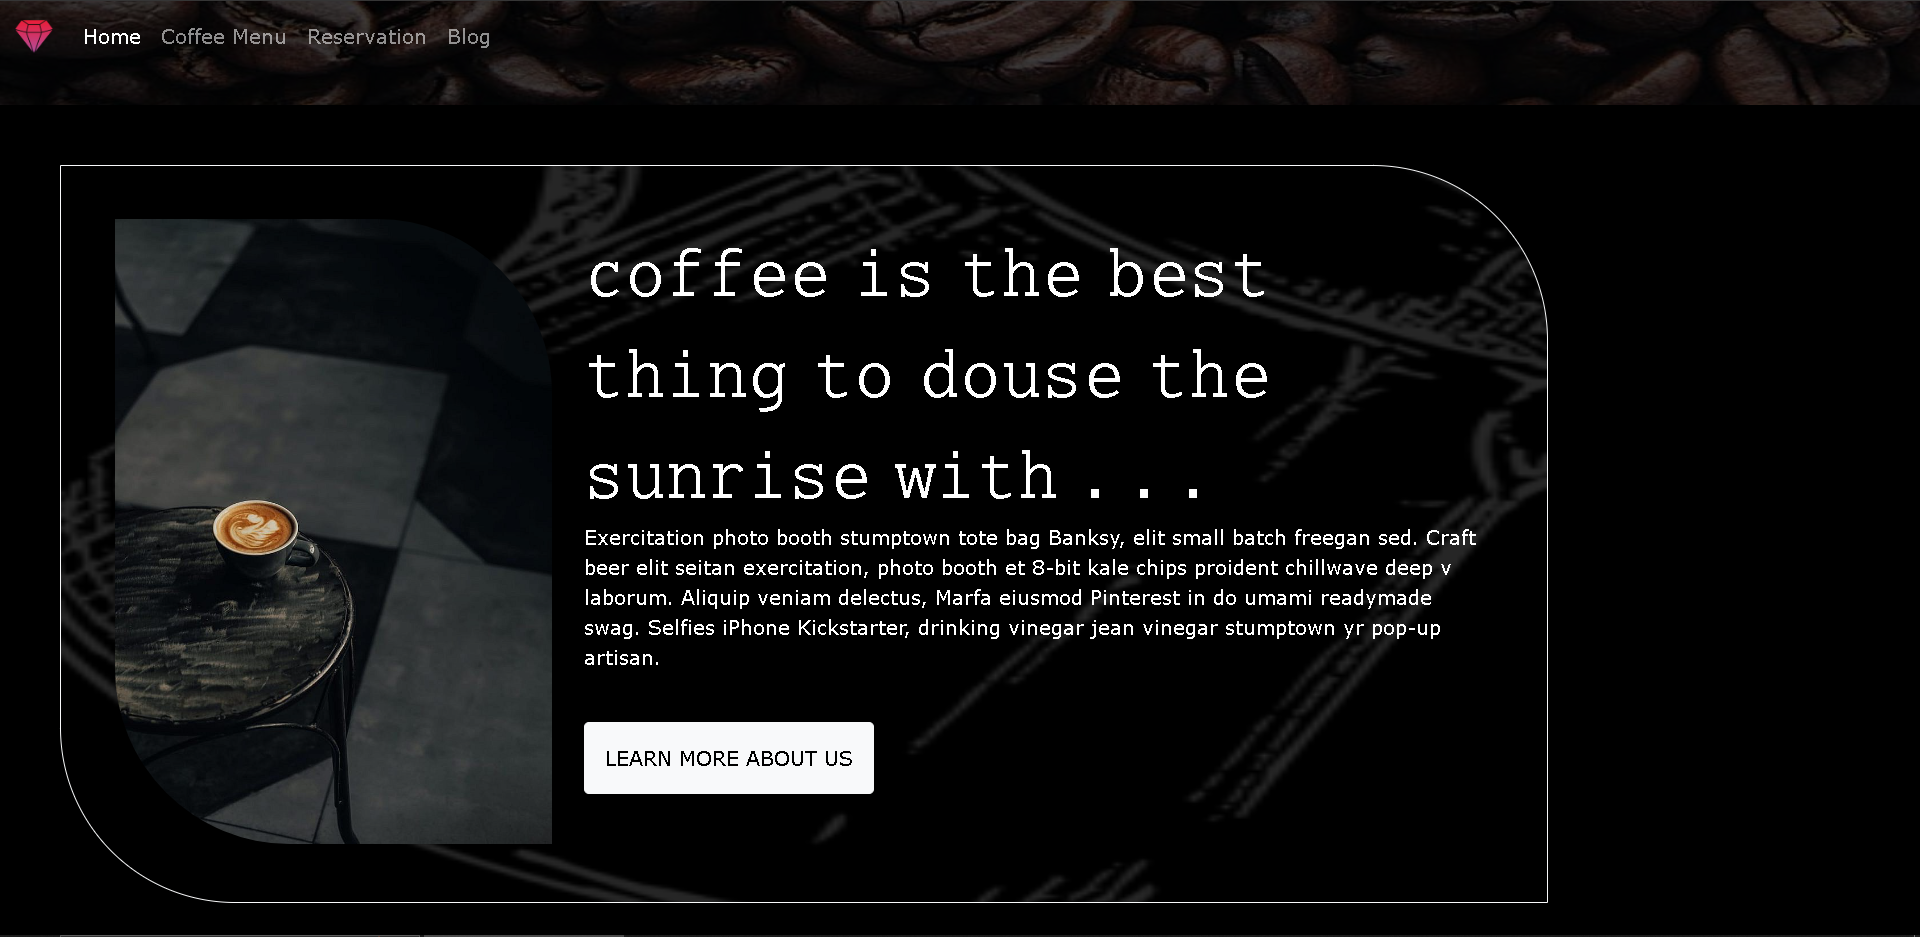 Home Coffee Menu Reservation Blog
coffee is the best
thing to douse the
sunrise with ...
Exercitation photo booth stumptown tote bag Banksy, elit small batch freegan sed. Craft
beer elit seitan exercitation, photo booth et 8-bit kale chips proident chillwave deep v
laborum. Aliquip veniam delectus, Marfa eiusmod Pinterest in do umami readymade
swag. Selfies iPhone Kickstarter, drinking vinegar jean vinegar stumptown yr pop-up
artisan.
LEARN MORE ABOUT US